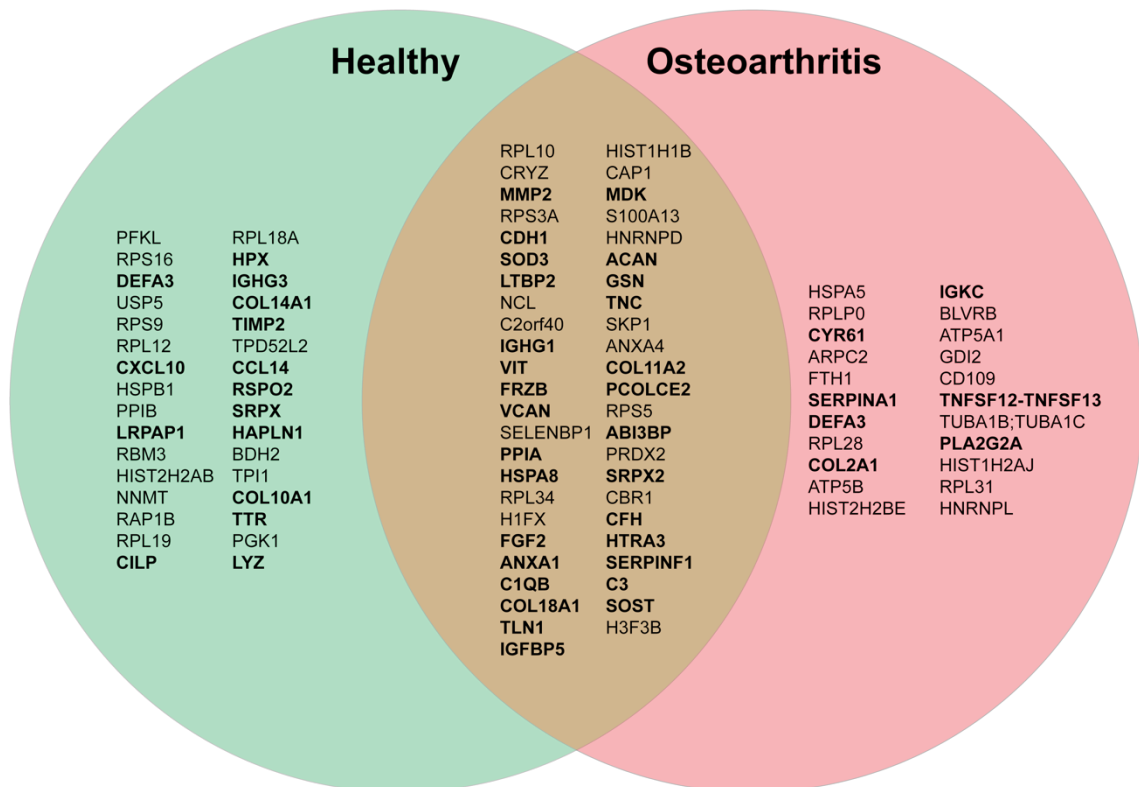 Healthy
Osteoarthritis
PFKL RPL18A
RPS16 HPX
DEFA3 IGHG3
USP5 COL14A1
RPS9 TIMP2
RPL12 TPD52L2
CXCL10 CCL14
HSPB1 RSPO2
PPIB SRPX
LRPAP1 HAPLN1
RBM3 BDH2
HIST2H2AB TPI1
NNMT COL10A1
RAP1B TTR
RPL19 PGK1
CILP LYZ
RPL10 HIST1H1B
CRYZ CAP1
MMP2 MDK
RPS3A S100A13
CDH1 HNRNPD
SOD3 ACAN
LTBP2 GSN
NCL TNC
C2orf40 SKP1
IGHG1 ANXA4
VIT COL11A2
FRZB PCOLCE2
VCAN RPS5
SELENBP1 ABI3BP
PPIA PRDX2
HSPA8 SRPX2
RPL34 CBR1
H1FX CFH
FGF2 HTRA3
ANXA1 SERPINF1
C1QB C3
COL18A1 SOST
TLN1 H3F3B
IGFBP5
HSPA5 IGKC
RPLP0 BLVRB
CYR61 ATP5A1
ARPC2 GDI2
FTH1 CD109
SERPINA1 TNFSF12-TNFSF13
DEFA3 TUBA1B;TUBA1C
RPL28 PLA2G2A
COL2A1 HIST1H2AJ
ATP5B RPL31
HIST2H2BE HNRNPL